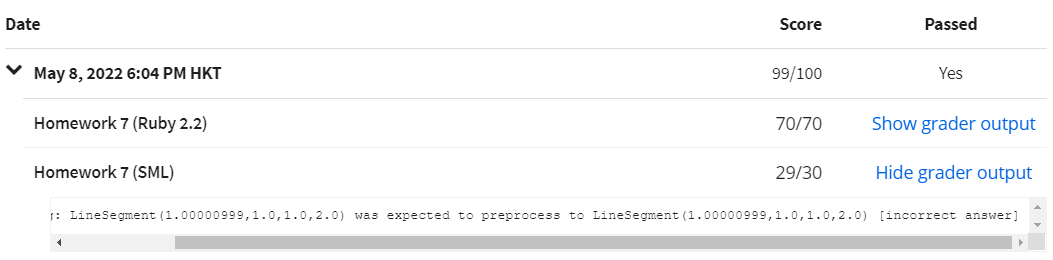 Date Score Passed
May 8, 2022 6:04 PM HKT 99/100 Yes
Homework 7 (Ruby 2.2) 70/70 Show grader output
Homework 7 (SML) 29/30 Hide grader output
: LineSegment(1.00000999,1.0,1.0,2.0) was expected to preprocess to LineSegment(1.00000999,1.0,1.0,2.0) [incorrect answer]